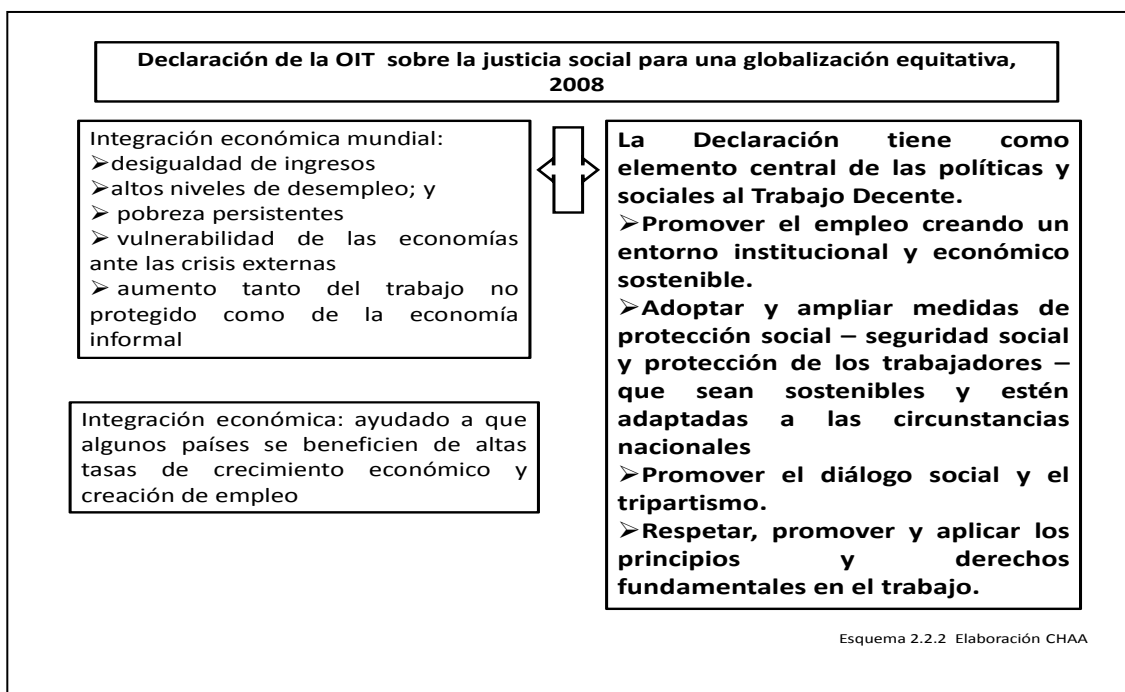 Declaración de la OIT sobre la justicia social para una globalización equitativa,
2008
Integración económica mundial:
➢desigualdad de ingresos
➢altos niveles de desempleo; y
➢ pobreza persistentes
➢ vulnerabilidad de las economías
ante las crisis externas
➢ aumento tanto del trabajo no
protegido como de la economía
informal
Integración económica: ayudado a que
algunos países se beneficien de altas
tasas de crecimiento económico y
creación de empleo
La Declaración tiene como
elemento central de las políticas y
sociales al Trabajo Decente.
➢Promover el empleo creando un
entorno institucional y económico
sostenible.
➢Adoptar y ampliar medidas de
protección social – seguridad social
y protección de los trabajadores –
que sean sostenibles y estén
adaptadas a las circunstancias
nacionales
➢Promover el diálogo social y el
tripartismo.
➢Respetar, promover y aplicar los
principios y derechos
fundamentales en el trabajo.
Esquema 2.2.2 Elaboración CHAA